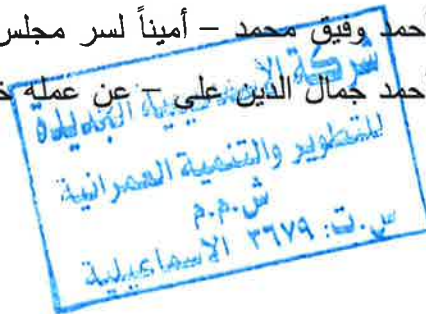 أحمد وفيق محمد – أميناً لسر مجلس
أحمد جمال الدين علي – عن عمله
شركة الإسماعيلية الجديدة
للتطوير والتنمية العمرانية
ش.م.م
س.ت: ٣٦٧٩ الاسماعيلية